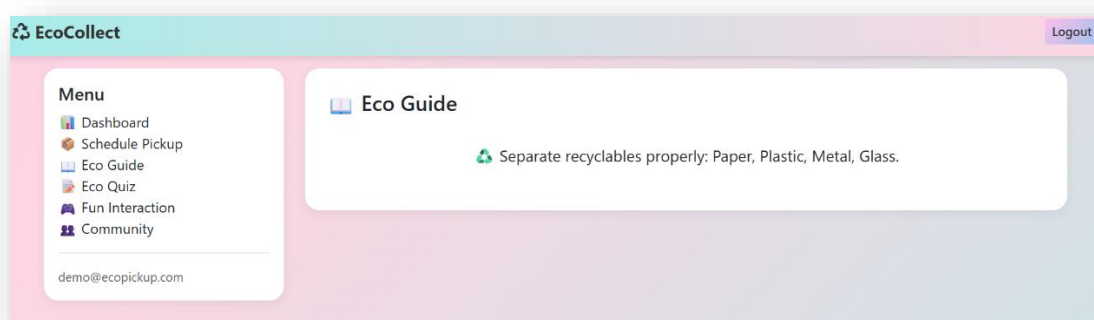 EcoCollect
Logout
Menu
Dashboard
Schedule Pickup
Eco Guide
Eco Quiz
Fun Interaction
Community
demo@ecopickup.com
Eco Guide
Separate recyclables properly: Paper, Plastic, Metal, Glass.